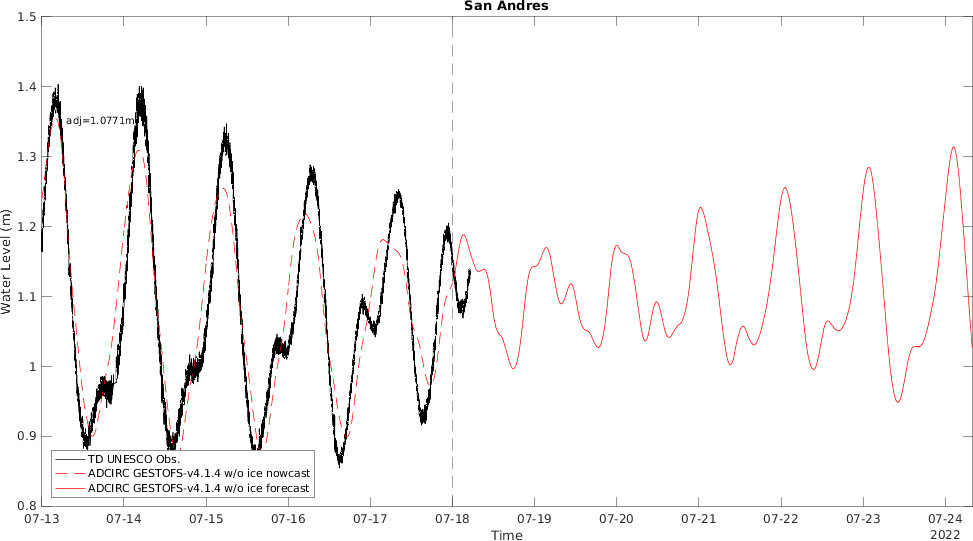 San Andres
1.5
1.4
1.3
1.2
1.1
1
0.9
0.8
Water Level (m)
adj=1.0771m
TD UNESCO Obs.
ADCIRC GESTOFS-v4.1.4 w/o ice nowcast
ADCIRC GESTOFS-v4.1.4 w/o ice forecast
07-13 07-14 07-15 07-16 07-17 07-18 07-19 07-20 07-21 07-22 07-23 07-24
Time
2022